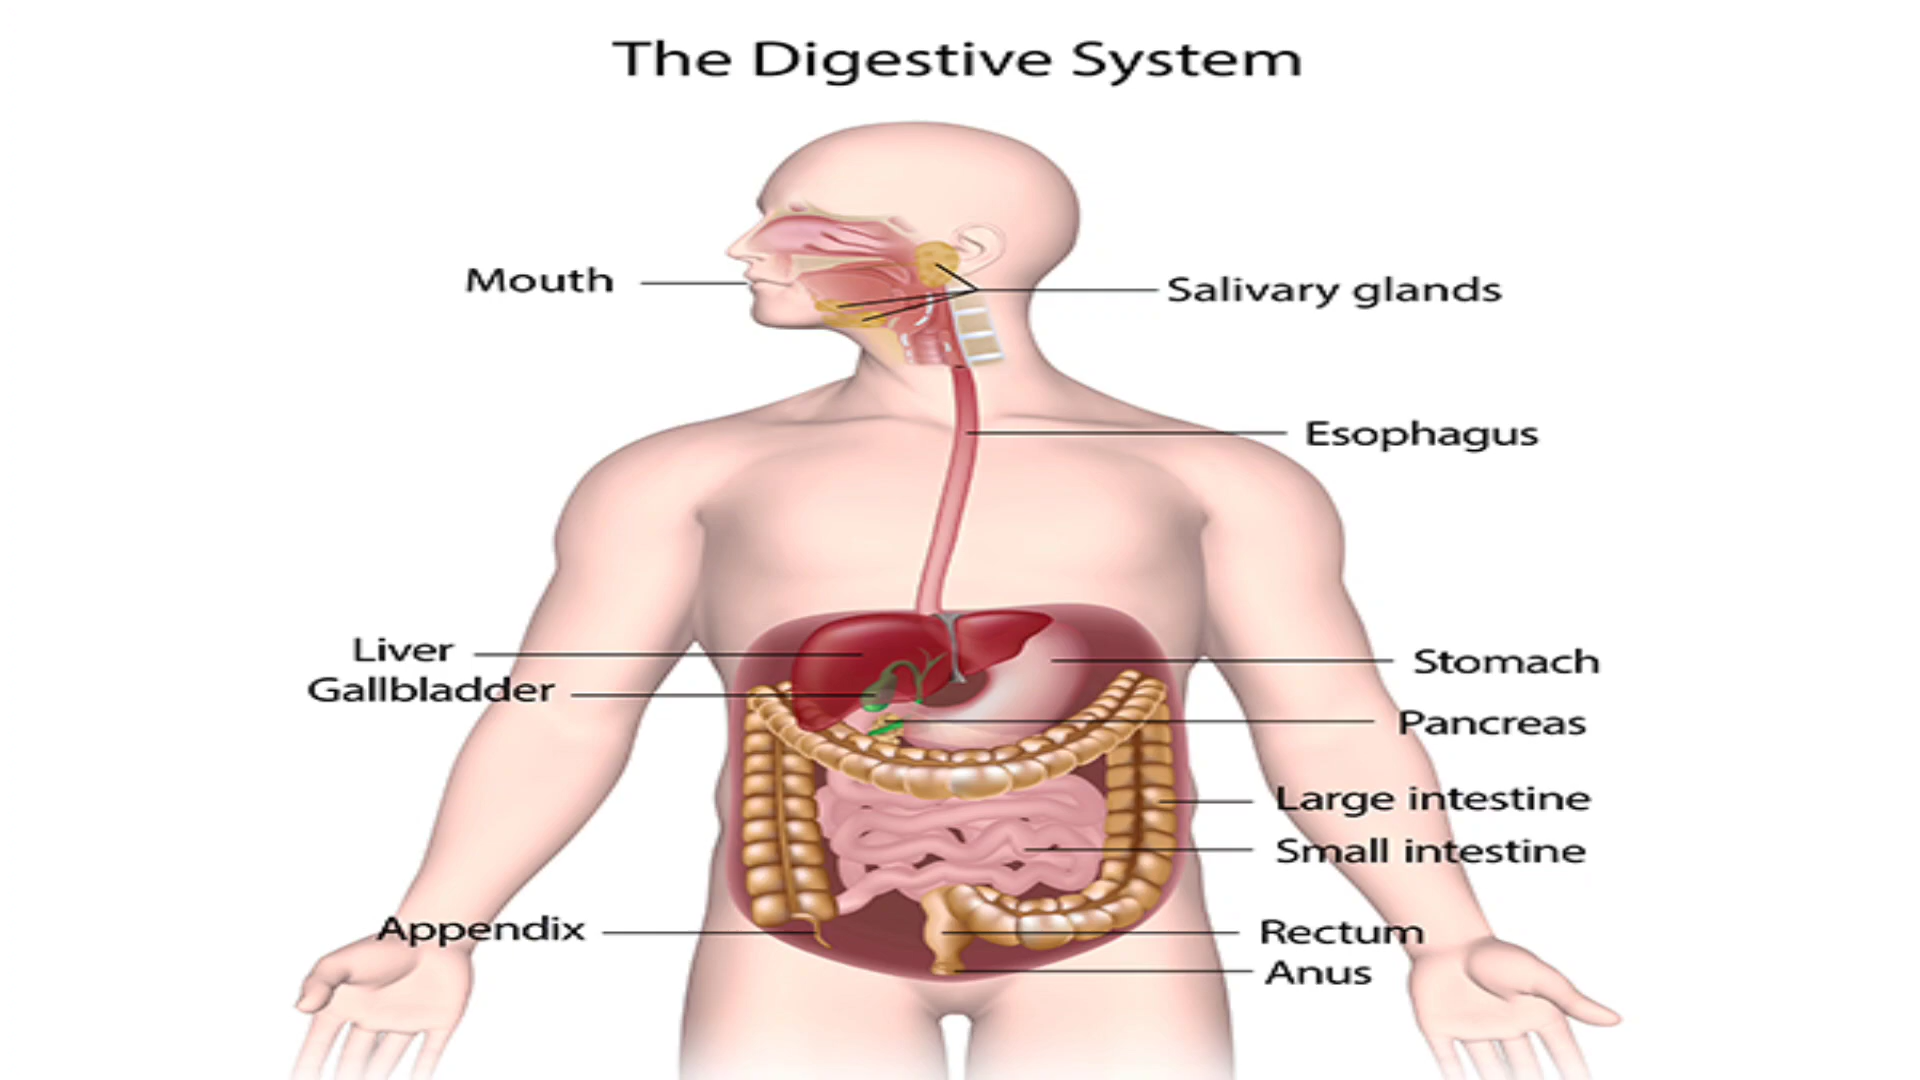 The Digestive System
Mouth
Salivary glands
Esophagus
Liver
Gallbladder
Stomach
Pancreas
Large intestine
Small intestine
Appendix
Rectum
Anus